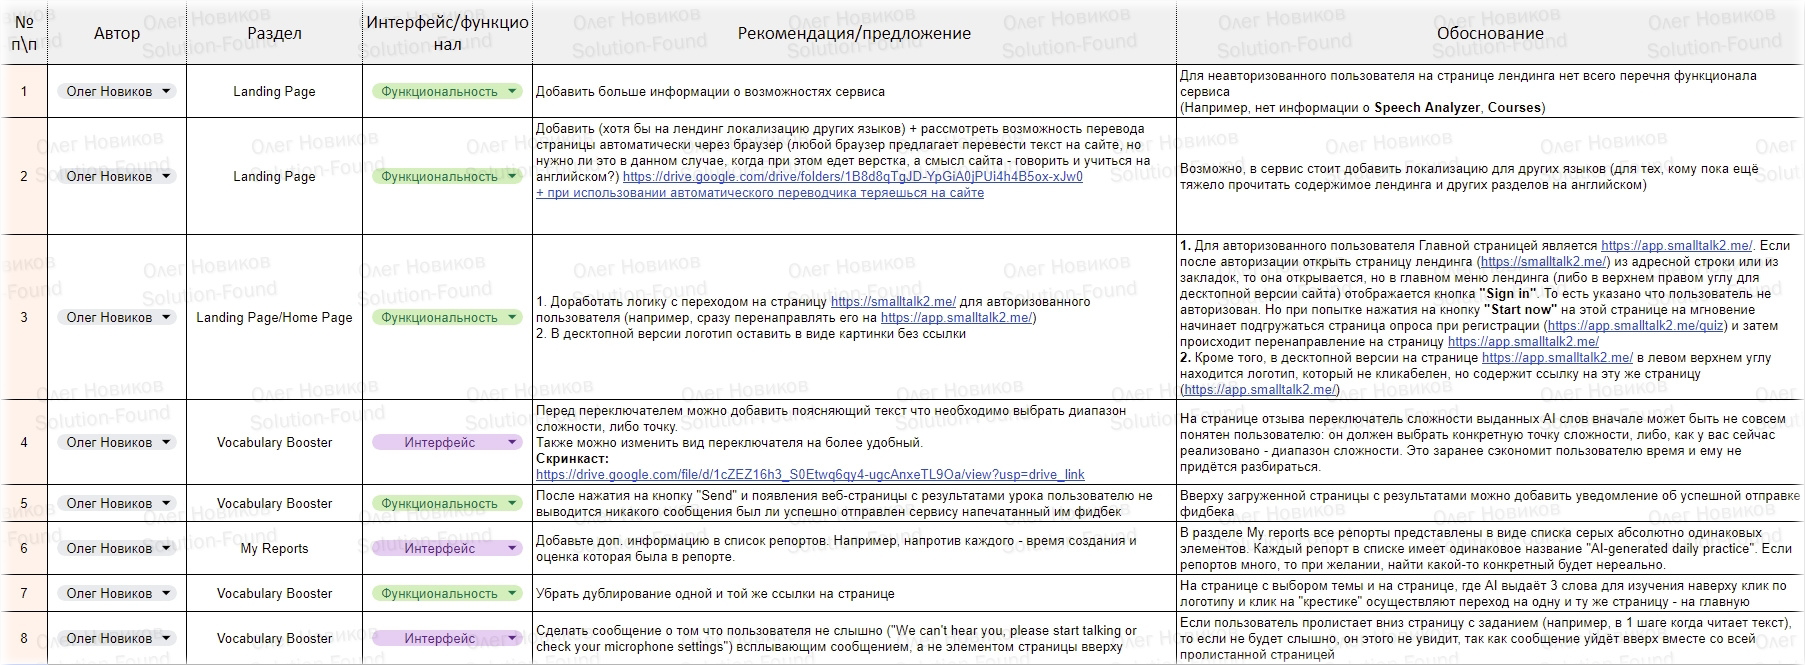 № п\п
Автор
Раздел
Интерфейс/функцио
нал
Рекомендация/предложение
Обоснование
1
Олег Новиков
Landing Page
Функциональность
Добавить больше информации о возможностях сервиса
Для неавторизованного пользователя на странице лендинга нет всего перечня функционала
сервиса
(Например, нет информации о Speech Analyzer, Courses)
2
Олег Новиков
Landing Page
Функциональность
Добавить (хотя бы на лендинг локализацию других языков) + рассмотреть возможность перевода
страницы автоматически через браузер (любой браузер предлагает перевести текст на сайте, но
нужно ли это в данном случае, когда при этом едет верстка, а смысл сайта - говорить и учиться на
английском?) https://drive.google.com/drive/folders/1B8d8qTgJD-YpGiA0jPUi4h4B5ox-xJw0
+ при использовании автоматического переводчика теряешься на сайте
Возможно, в сервис стоит добавить локализацию для других языков (для тех, кому пока ещё
тяжело прочитать содержимое лендинга и других разделов на английском)
3
Олег Новиков
Landing Page/Home Page
Функциональность
1. Доработать логику с переходом на страницу https://smalltalk2.me/ для авторизованного
пользователя (например, сразу перенаправлять его на https://app.smalltalk2.me/)
2. В десктопной версии логотип оставить в виде картинки без ссылки
1. Для авторизованного пользователя Главной страницей является https://app.smalltalk2.me/. Если
после авторизации открыть страницу лендинга (https://smalltalk2.me/) из адресной строки или из
закладок, то она открывается, но в главном меню лендинга (либо в верхнем правом углу для
десктопной версии сайта) отображается кнопка "Sign in". То есть указано что пользователь не
авторизован. Но при попытке нажатия на кнопку "Start now" на этой странице на мгновение
начинает подгружаться страница опроса при регистрации (https://app.smalltalk2.me/quiz) и затем
происходит перенаправление на страницу https://app.smalltalk2.me/
2. Кроме того, в десктопной версии на странице https://app.smalltalk2.me/ в левом верхнем углу
находится логотип, который не кликабелен, но содержит ссылку на эту же страницу
(https://app.smalltalk2.me/)
4
Олег Новиков
Vocabulary Booster
Интерфейс
Перед переключателем можно добавить поясняющий текст что необходимо выбрать диапазон
сложности, либо точку.
Также можно изменить вид переключателя на более удобный.
Скринкаст:
https://drive.google.com/file/d/1cZEZ16h3_S0Etwq6qy4-ugcAnxeTL9Oa/view?usp=drive_link
На странице отзыва переключатель сложности выданных AI слов вначале может быть не совсем
понятен пользователю: он должен выбрать конкретную точку сложности, либо, как у вас сейчас
реализовано - диапазон сложности. Это заранее сэкономит пользователю время и ему не
придётся разбираться.
5
Олег Новиков
Vocabulary Booster
Функциональность
После нажатия на кнопку "Send" и появления веб-страницы с результатами урока пользователю не
выводится никакого сообщения был ли успешно отправлен сервису напечатанный им фидбек
Вверху загруженной страницы с результатами можно добавить уведомление об успешной отправке
фидбека
6
Олег Новиков
My Reports
Интерфейс
Добавьте доп. информацию в список репортов. Например, напротив каждого - время создания и
оценка которая была в репорте.
В разделе My reports все репорты представлены в виде списка серых абсолютно одинаковых
элементов. Каждый репорт в списке имеет одинаковое название "AI-generated daily practice". Если
репортов много, то при желании, найти какой-то конкретный будет нереально.
7
Олег Новиков
Vocabulary Booster
Функциональность
Убрать дублирование одной и той же ссылки на странице
На странице с выбором темы и на странице, где AI выдаёт 3 слова для изучения наверху клик по
логотипу и клик на "крестике" осуществляют переход на одну и ту же страницу - на главную
8
Олег Новиков
Vocabulary Booster
Интерфейс
Сделать сообщение о том что пользователя не слышно ("We can't hear you, please start talking or
check your microphone settings") всплывающим сообщением, а не элементом страницы вверху
Если пользователь пролистает вниз страницу с заданием (например, в 1 шаге когда читает текст),
то если не будет слышно, он этого не увидит, так как сообщение уйдёт вверх вместе со всей
пролистанной страницей